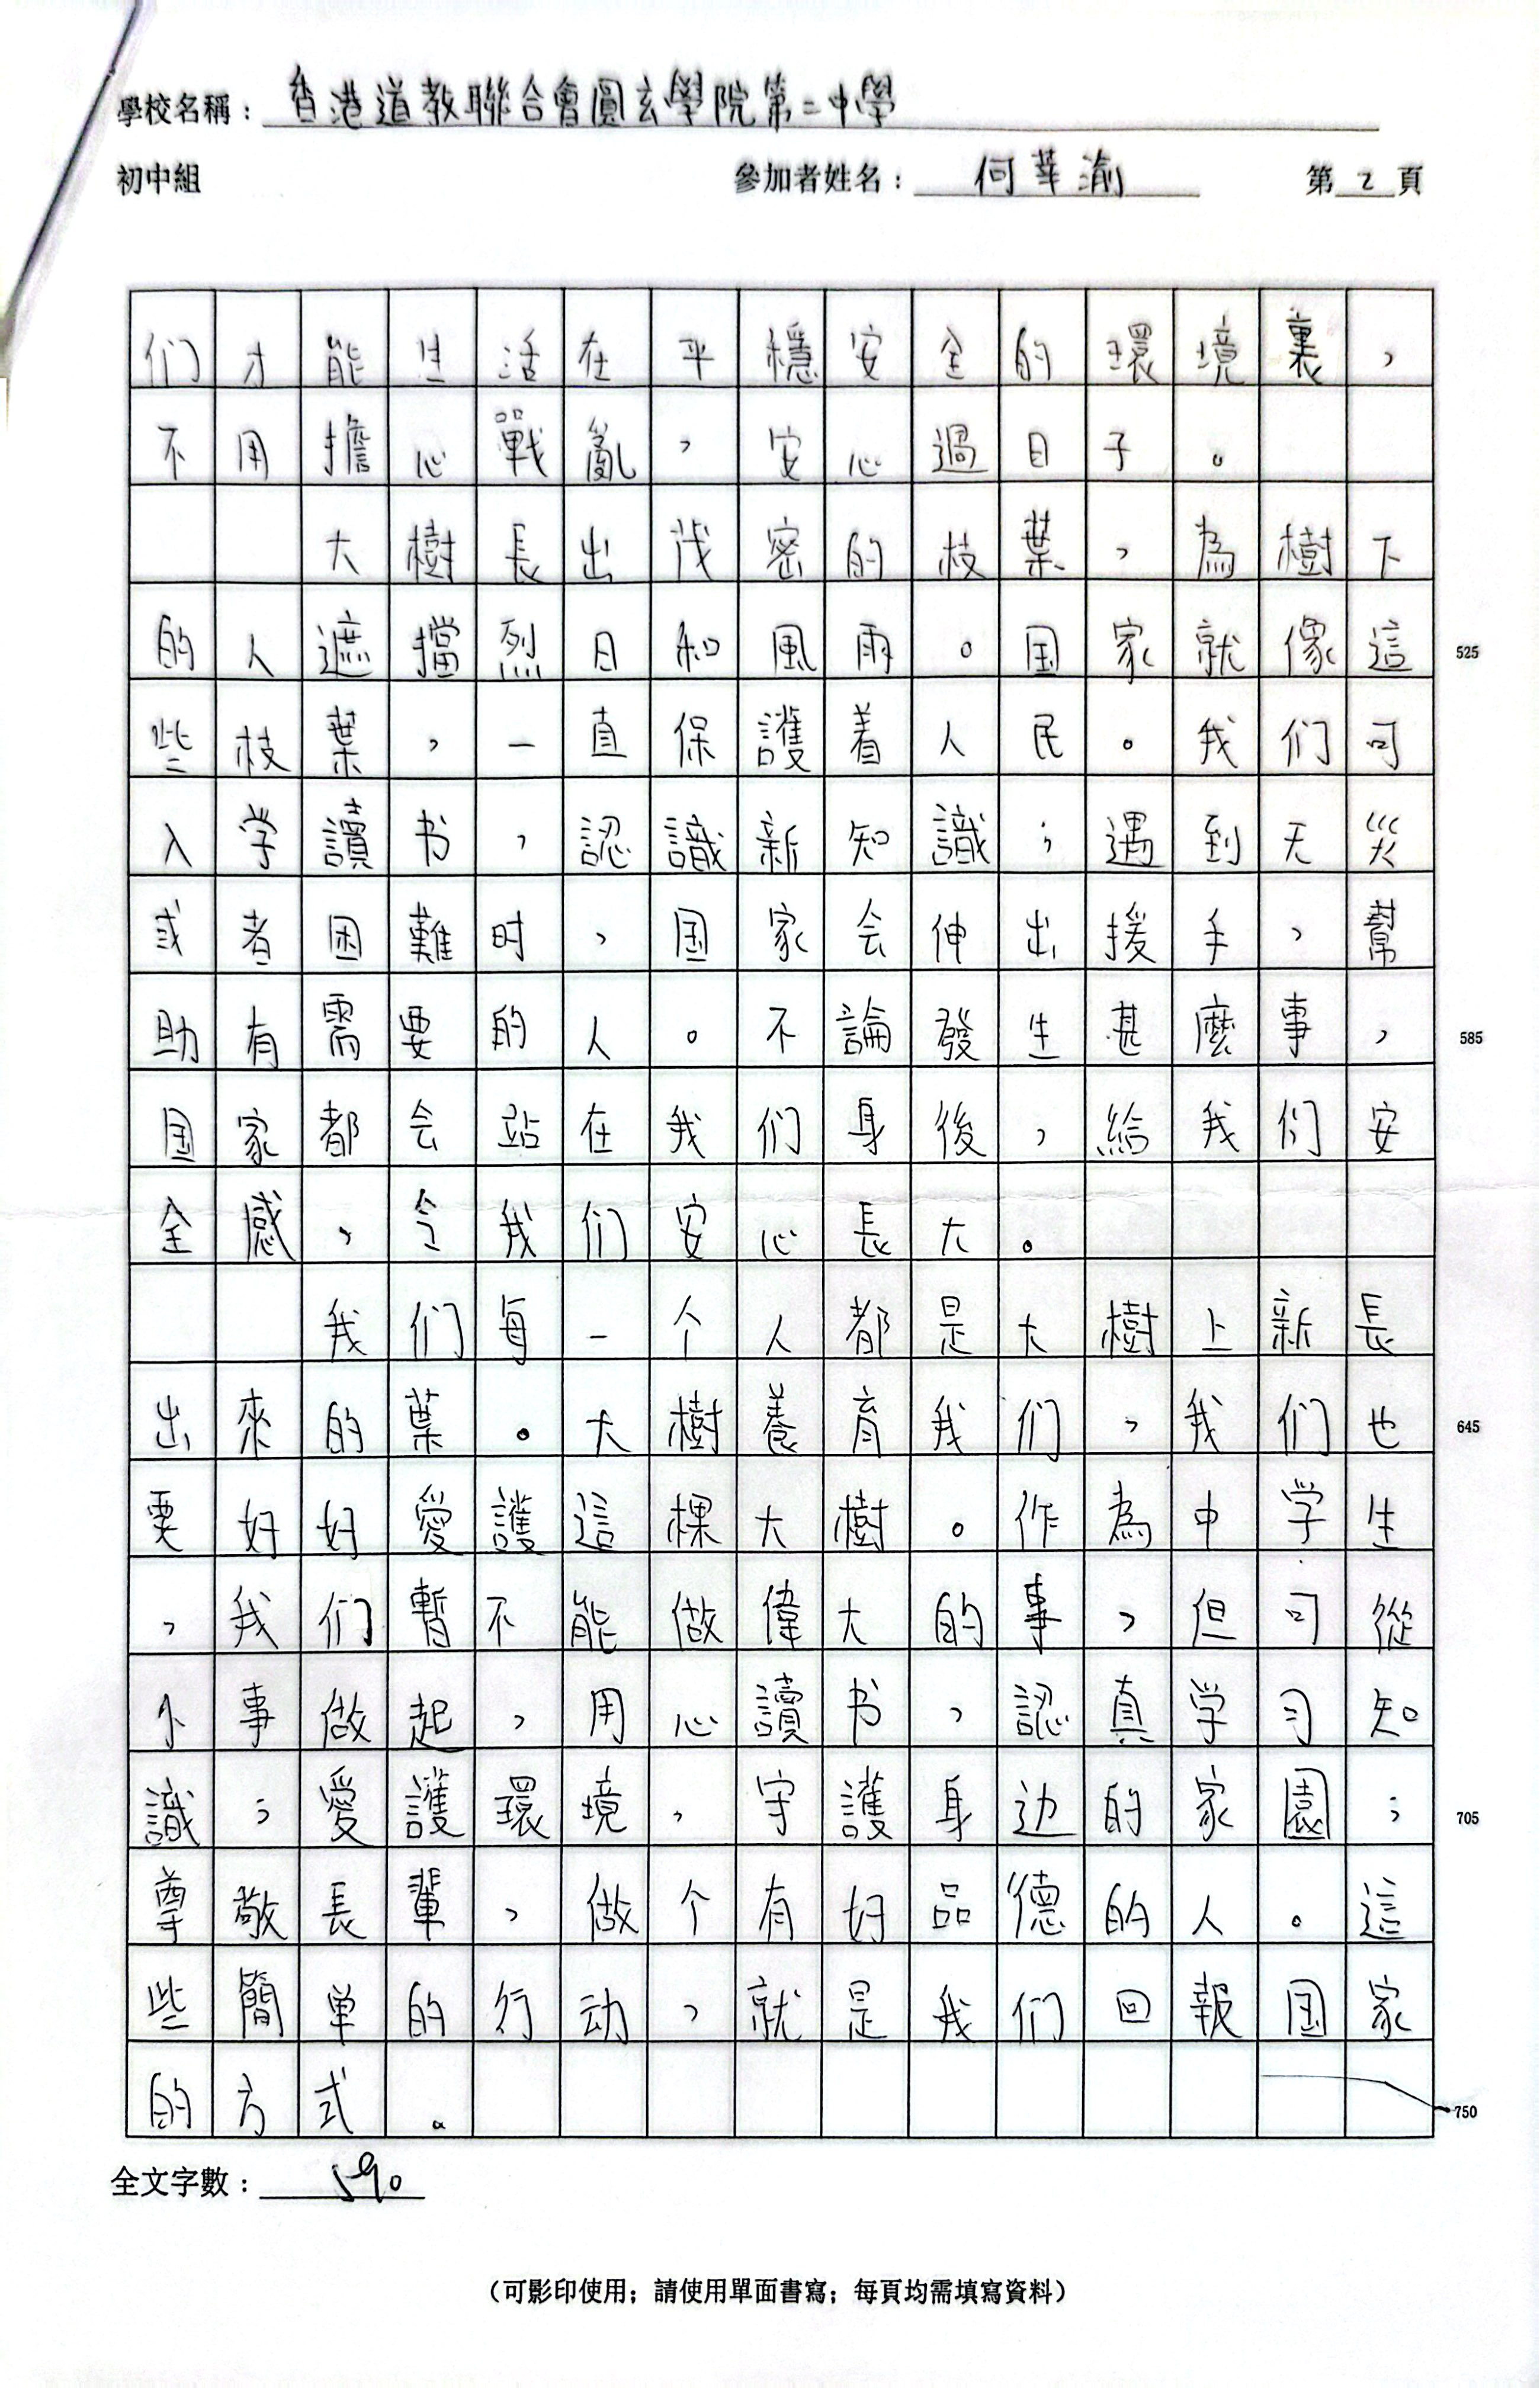 學校名稱：香港道教聯合會圓玄學院第二中學
初中組 參加者姓名：何華渝 第2頁
们才能生活在平穩安全的環境裏，
不用擔心戰亂，安心過日子。
大樹長出茂密的枝葉，為樹下
的人遮擋烈日和風雨。国家就像這 525
些枝葉，一直保護着人民。我们可
入学讀书，認識新知識；遇到天災
或者困難时，国家会伸出援手，幫
助有需要的人。不論發生甚麼事， 585
国家都会站在我们身後，給我们安
全感，令我们安心長大。
我们每一个人都是大樹上新長
出來的葉。大樹養育我们，我们也 645
要好好愛護這棵大樹。作為中学生
，我们暫不能做偉大的事，但可從
小事做起，用心讀书，認真学习知
識；愛護環境，守護身边的家園； 705
尊敬長輩，做个有好品德的人。這
些簡单的行动，就是我们回報国家
的方式。 750
全文字數：590
（可影印使用；請使用單面書寫；每頁均需填寫資料）